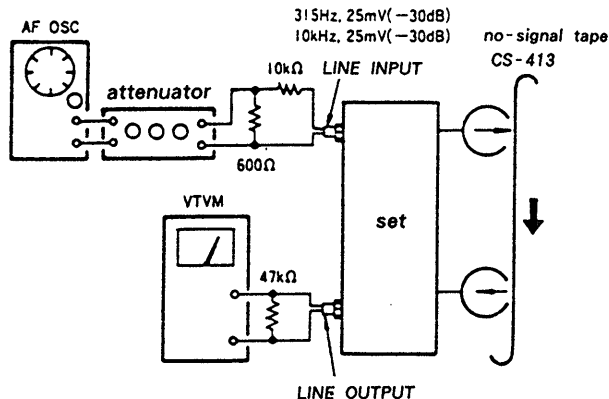 315Hz, 25mV(−30dB)
10kHz, 25mV(−30dB)
no-signal tape
CS-413
AF OSC
attenuator
10kΩ
LINE INPUT
600Ω
VTVM
set
47kΩ
LINE OUTPUT